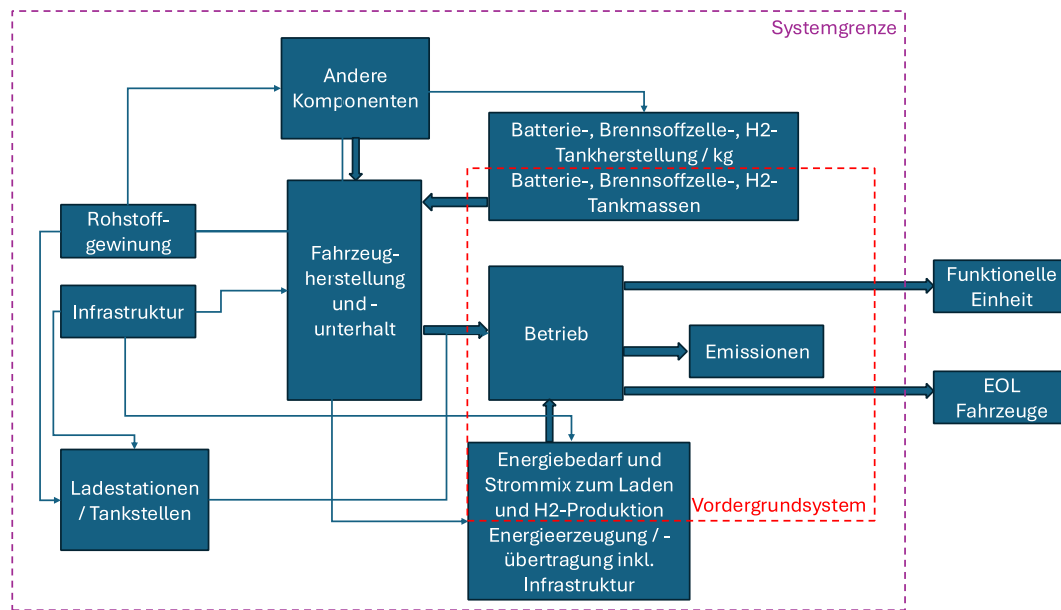 Systemgrenze
Andere
Komponenten
Batterie-, Brennsoffzelle-, H2-
Tankherstellung / kg
Batterie-, Brennsoffzelle-, H2-
Tankmassen
Rohstoff-
gewinung
Fahrzeug-
herstellung
und -
unterhalt
Infrastruktur
Betrieb
Funktionelle
Einheit
Emissionen
EOL
Fahrzeuge
Ladestationen
/ Tankstellen
Energiebedarf und
Strommix zum Laden
und H2-Produktion
Vordergrundsystem
Energieerzeugung / -
übertragung inkl.
Infrastruktur